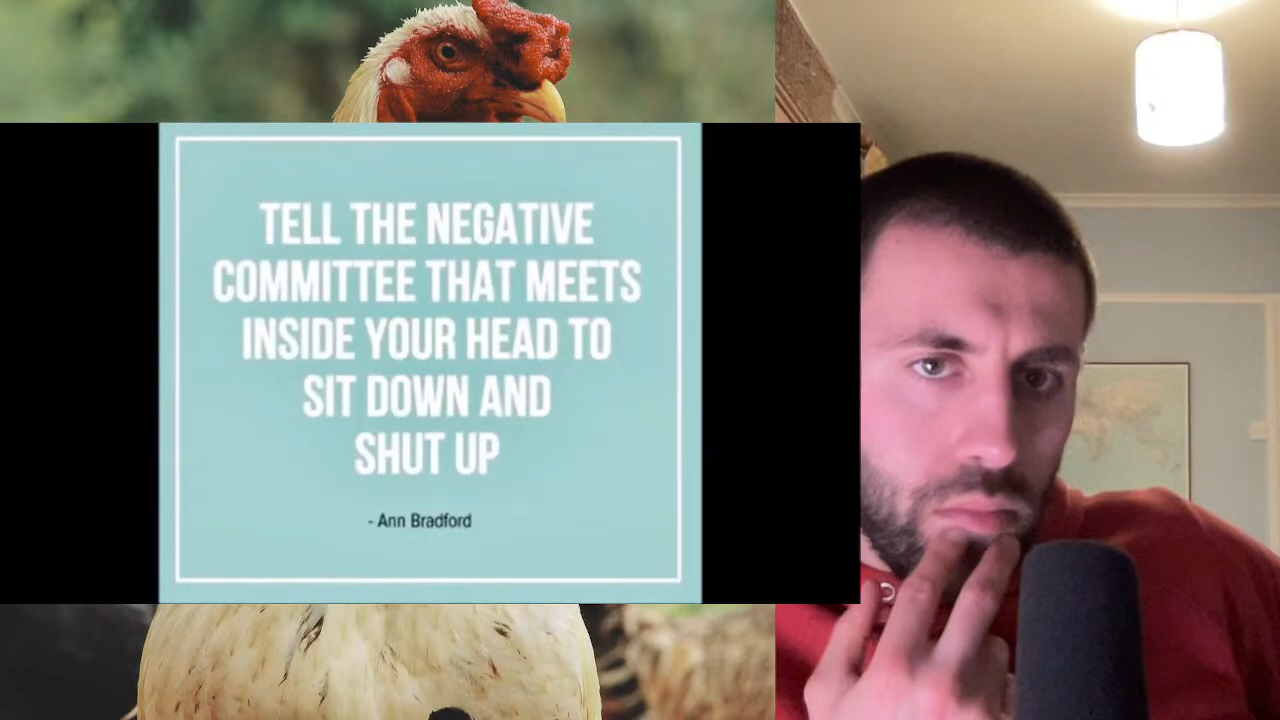 TELL THE NEGATIVE
COMMITTEE THAT MEETS
INSIDE YOUR HEAD TO
SIT DOWN AND
SHUT UP
- Ann Bradford